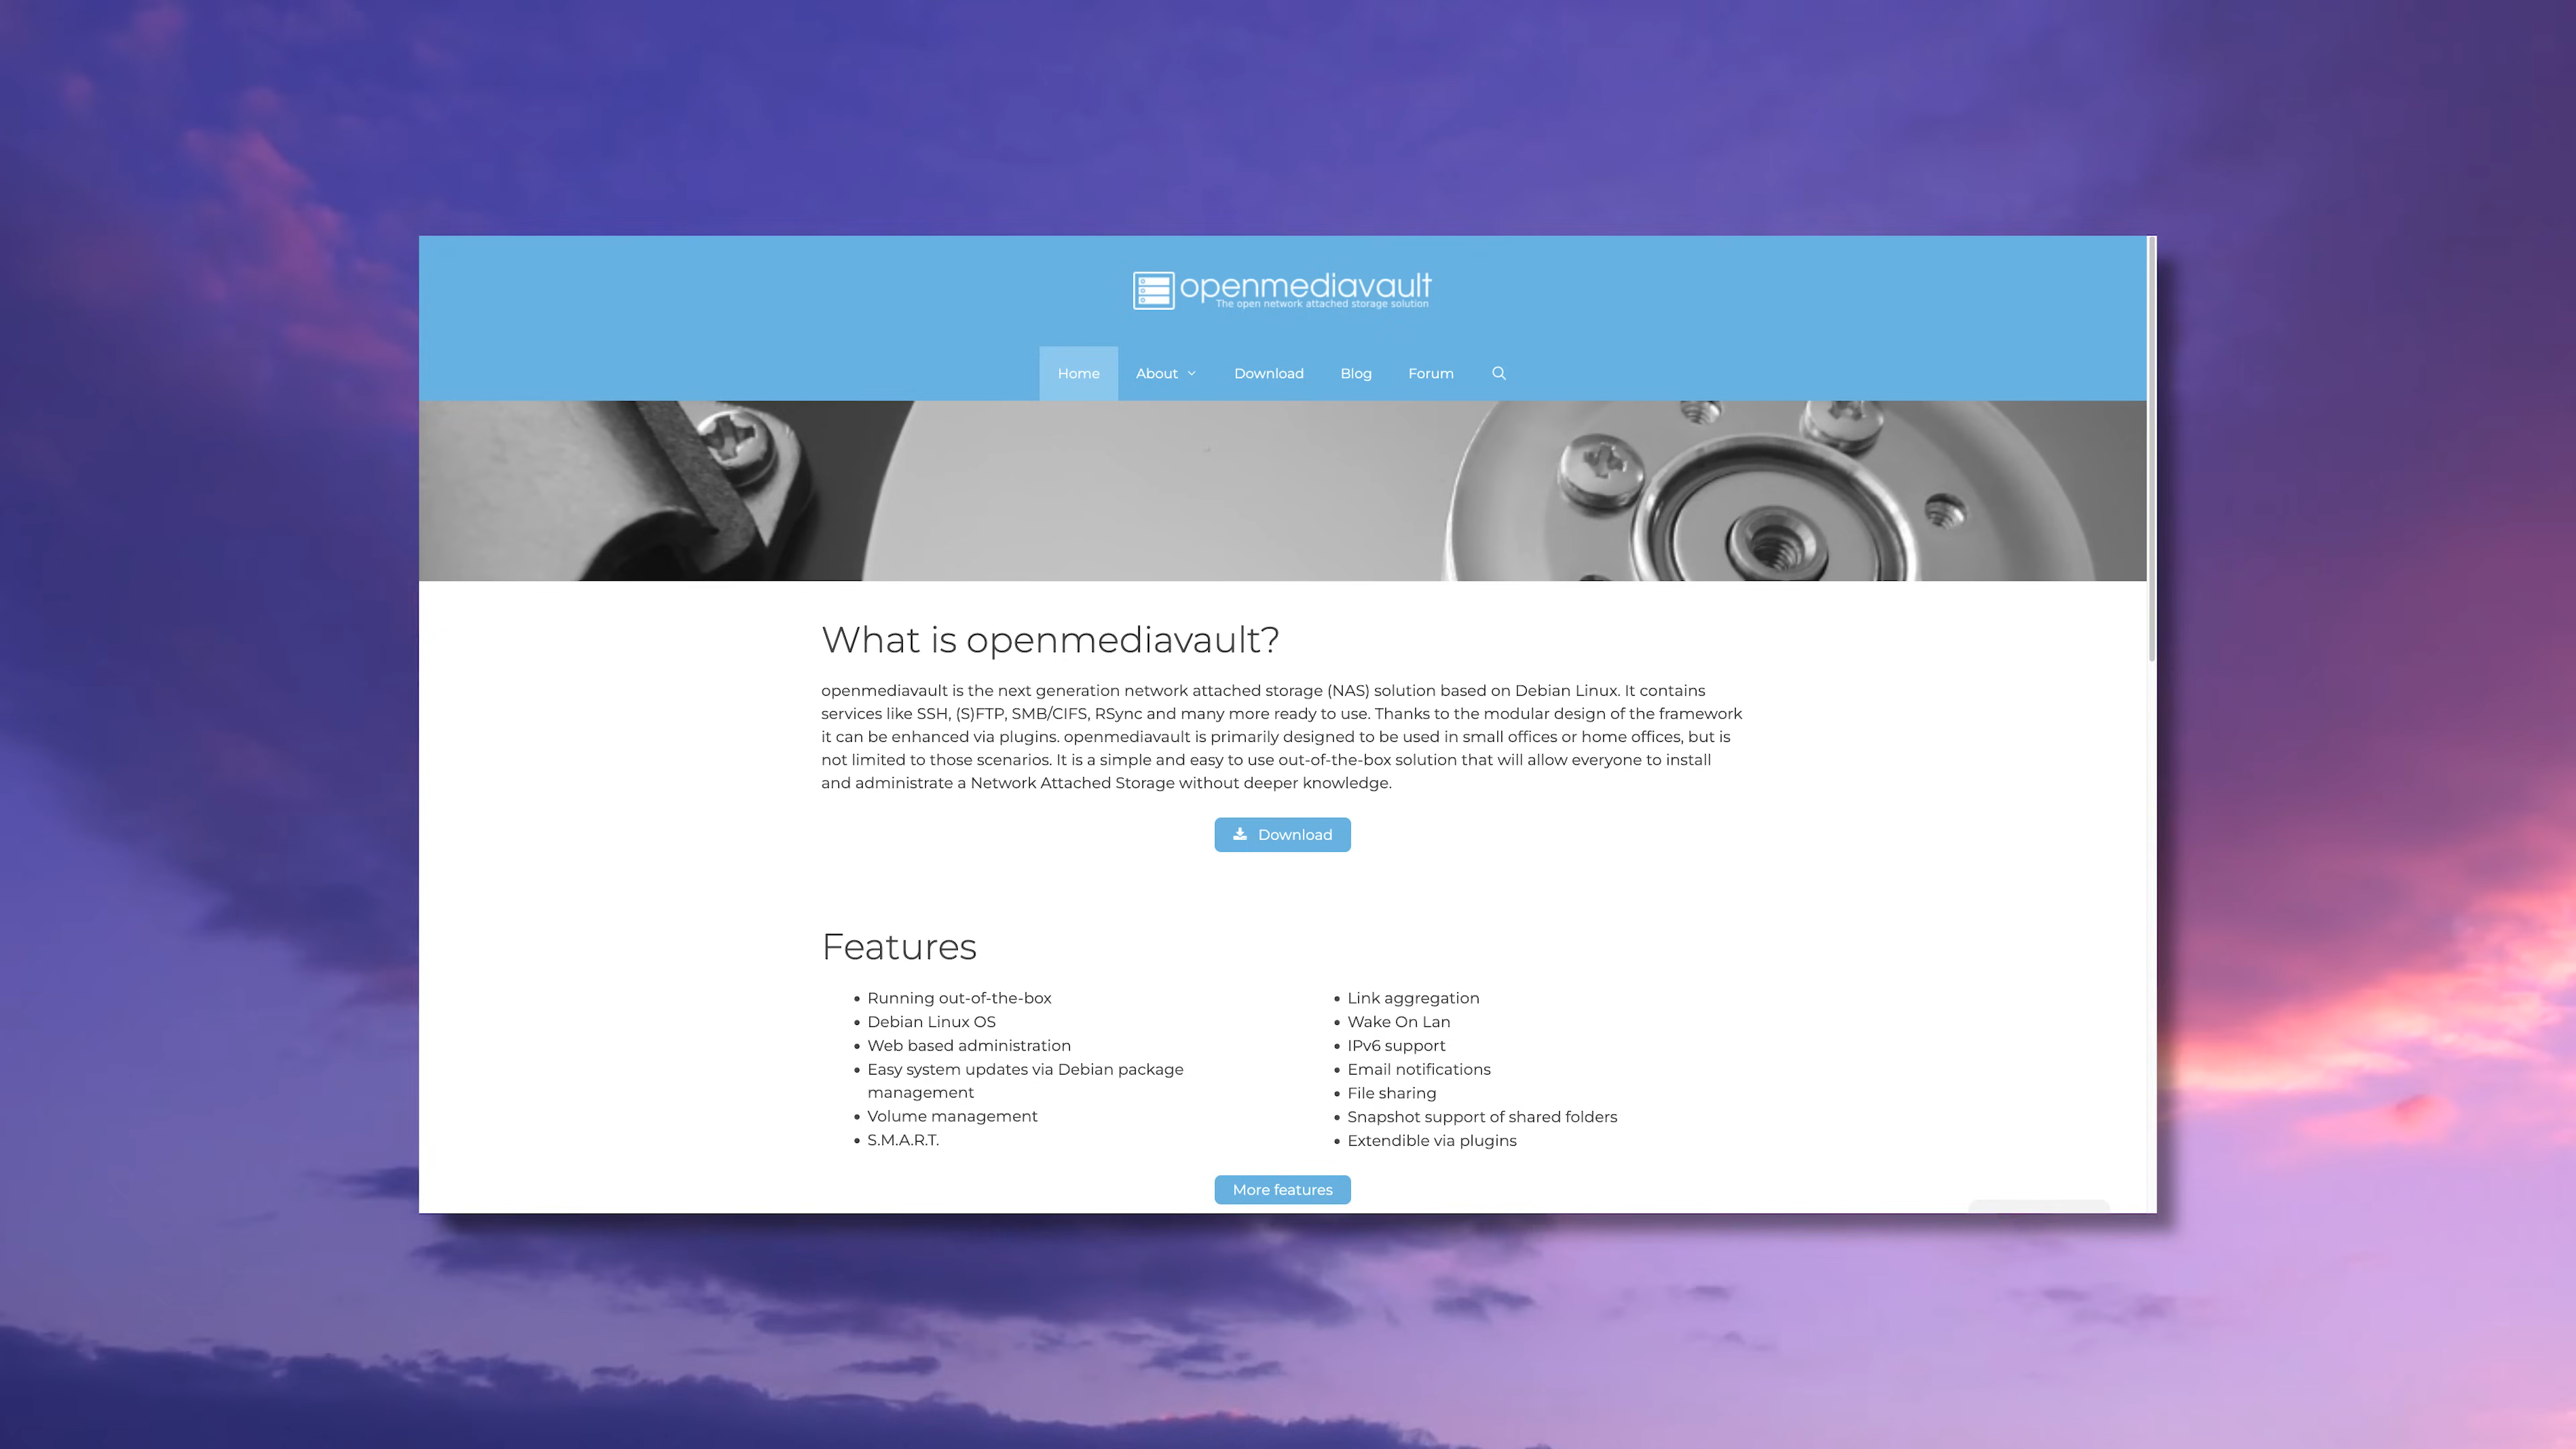 openmediavault
The open network attached storage solution
Home
About
Download
Blog
Forum
What is openmediavault?
openmediavault is the next generation network attached storage (NAS) solution based on Debian Linux. It contains
services like SSH, (S)FTP, SMB/CIFS, RSync and many more ready to use. Thanks to the modular design of the framework
it can be enhanced via plugins. openmediavault is primarily designed to be used in small offices or home offices, but is
not limited to those scenarios. It is a simple and easy to use out-of-the-box solution that will allow everyone to install
and administrate a Network Attached Storage without deeper knowledge.
Download
Features
Running out-of-the-box
Debian Linux OS
Web based administration
Easy system updates via Debian package
management
Volume management
S.M.A.R.T.
Link aggregation
Wake On Lan
IPv6 support
Email notifications
File sharing
Snapshot support of shared folders
Extendible via plugins
More features